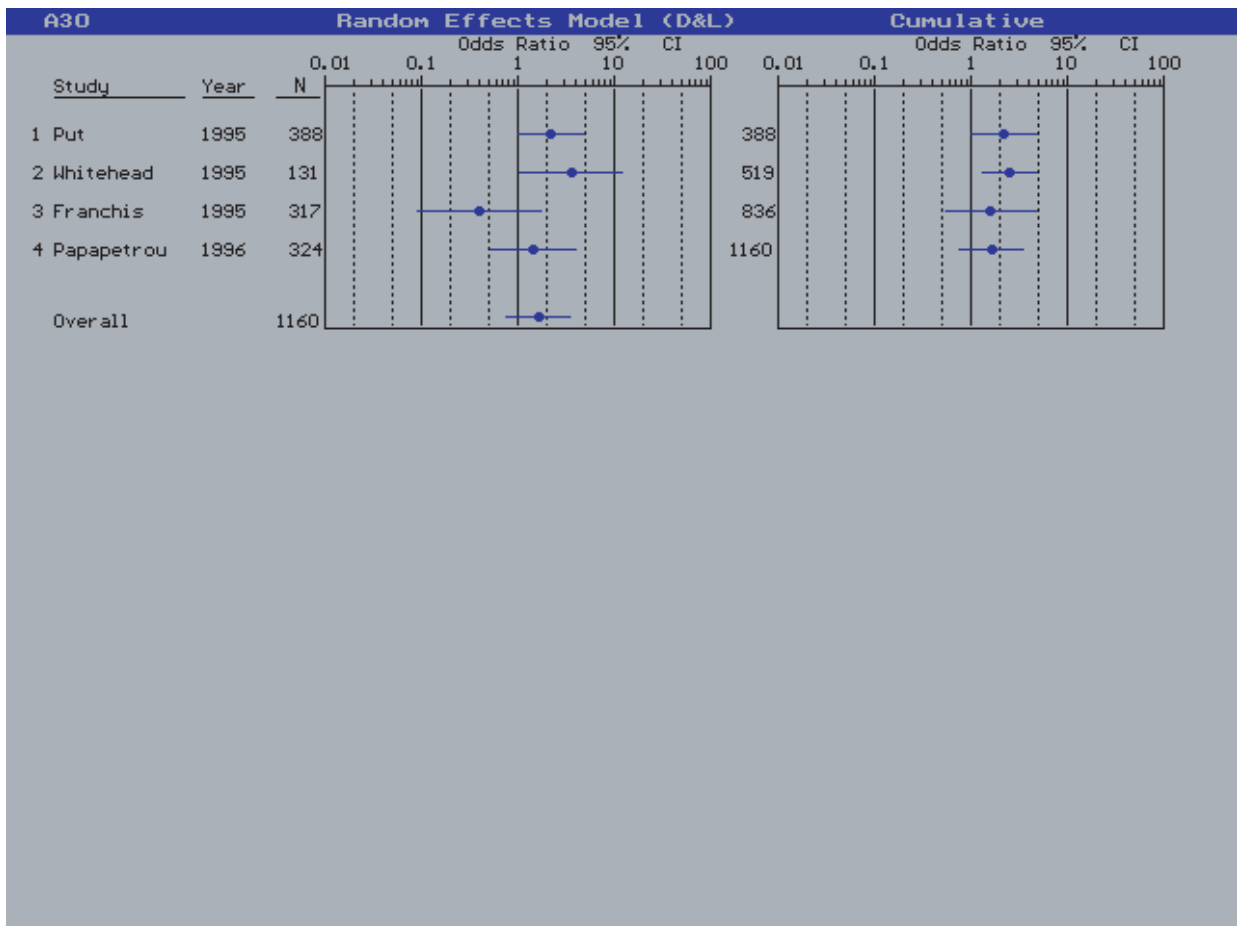 A30 Random Effects Model (D&L) Cumulative
Odds Ratio 95% CI Odds Ratio 95% CI
0.01 0.1 1 10 100 0.01 0.1 1 10 100
Study Year N
1 Put 1995 388 388
2 Whitehead 1995 131 519
3 Franchis 1995 317 836
4 Papapetrou 1996 324 1160
Overall 1160